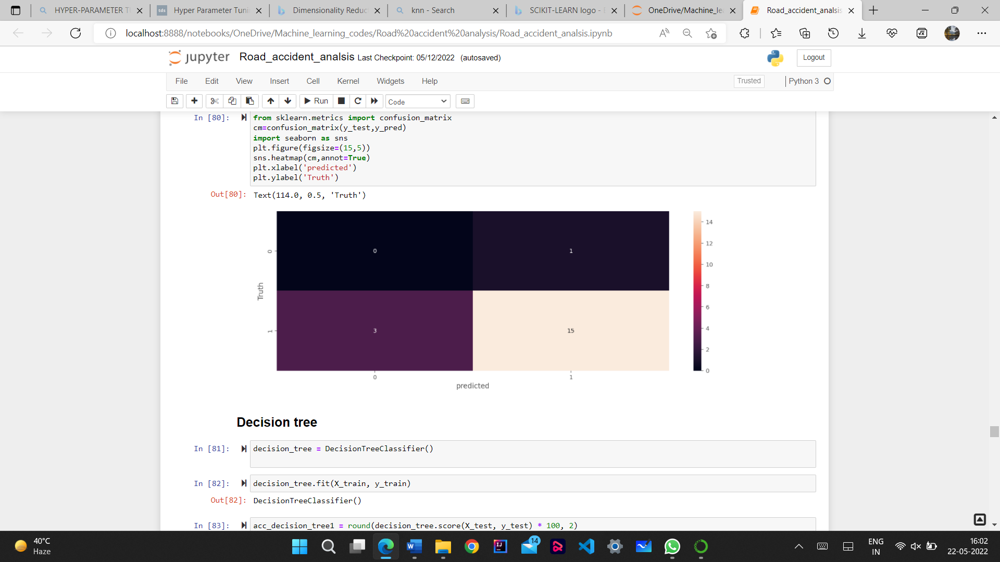 HYPER-PARAMETER T
tds Hyper Parameter Tuni
Dimensionality Reduc
knn - Search
SCIKIT-LEARN logo -
OneDrive/Machine_le
Road_accident_analsis
localhost:8888/notebooks/OneDrive/Machine_learning_codes/Road%20accident%20analysis/Road_accident_analsis.ipynb
jupyter Road_accident_analsis Last Checkpoint: 05/12/2022 (autosaved)
Logout
File Edit View Insert Cell Kernel Widgets Help
Trusted
Python 3
Run
Code
In [80]:
from sklearn.metrics import confusion_matrix
cm=confusion_matrix(y_test,y_pred)
import seaborn as sns
plt.figure(figsize=(15,5))
sns.heatmap(cm,annot=True)
plt.xlabel('predicted')
plt.ylabel('Truth')
Out[80]: Text(114.0, 0.5, 'Truth')
0
1
3
15
0
1
Truth
0
1
predicted
14
12
10
8
6
4
2
0
Decision tree
In [81]: decision_tree = DecisionTreeClassifier()
In [82]: decision_tree.fit(X_train, y_train)
Out[82]: DecisionTreeClassifier()
In [83]: acc_decision_tree1 = round(decision_tree.score(X_test, y_test) * 100, 2)
40°C
Haze
14
ENG
IN
16:02
22-05-2022